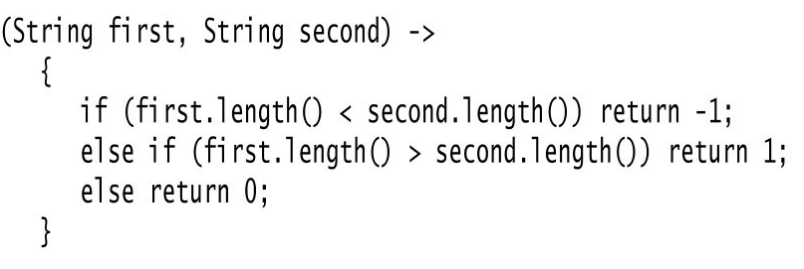 (String first, String second) ->
{
if (first.length() < second.length()) return -1;
else if (first.length() > second.length()) return 1;
else return 0;
}